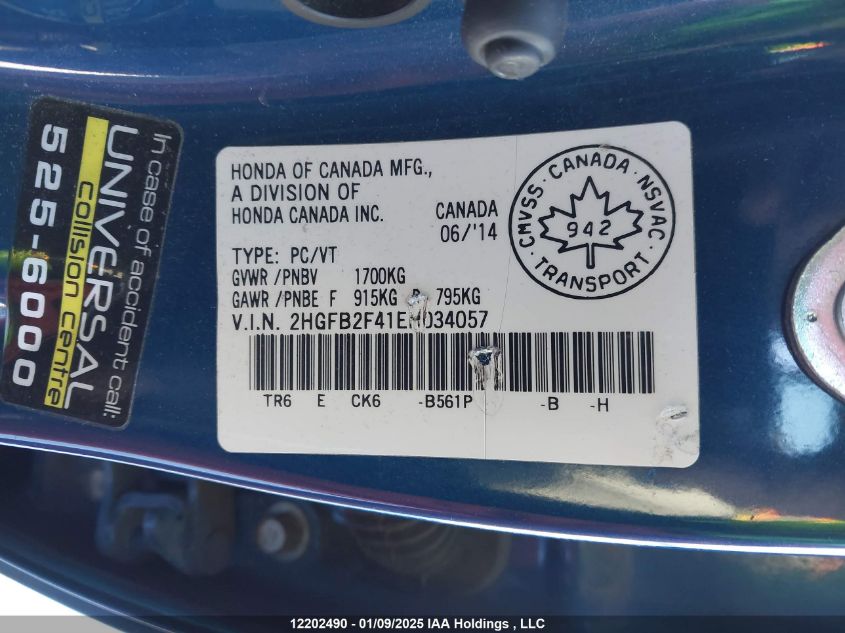 In case of accident call:
UNIVERSAL
collision centre
525-6000
HONDA OF CANADA MFG.,
A DIVISION OF
HONDA CANADA INC. CANADA
06/'14
TYPE: PC/VT
GVWR /PNBV 1700KG
GAWR /PNBE F 915KG R 795KG
V.I.N. 2HGFB2F41EH034057
TR6 E CK6 -B561P -B -H
CMVSS · CANADA · NSVAC
942
· TRANSPORT ·
12202490 - 01/09/2025 IAA Holdings , LLC